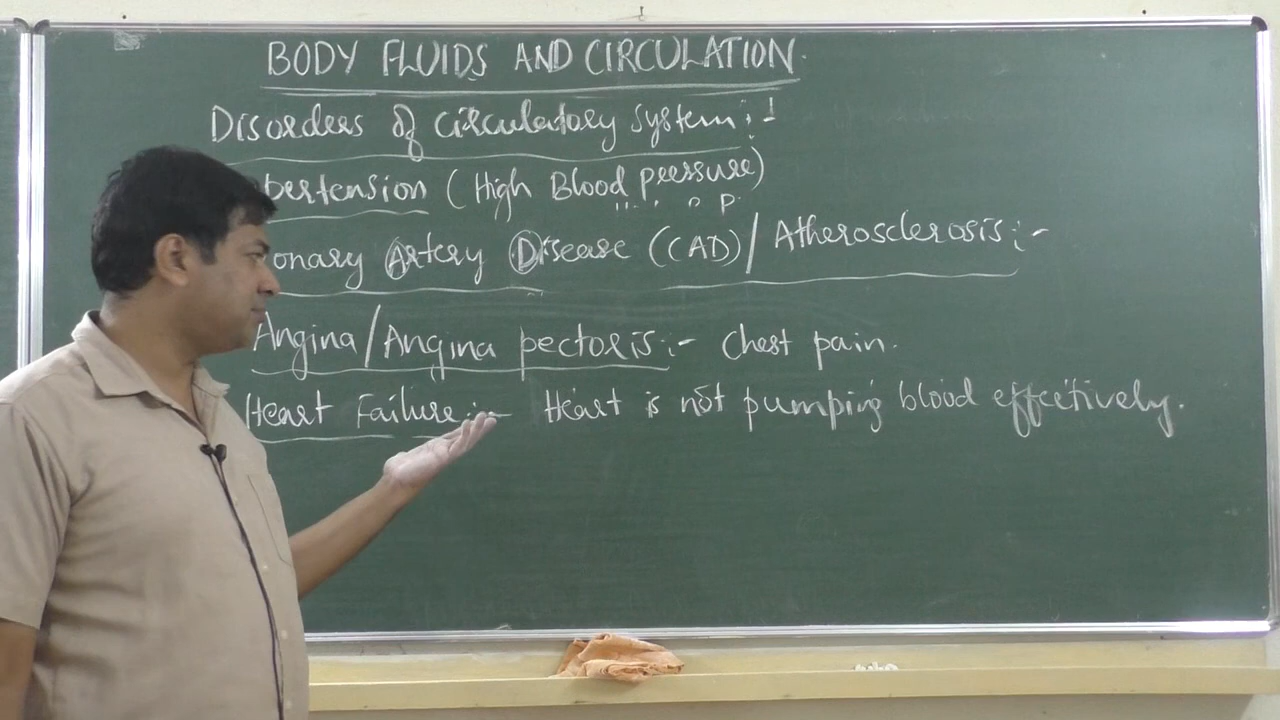 BODY FLUIDS AND CIRCULATION.
Disorders of circulatory system:-
bertension (High Blood pressure)
onary Artery Disease (CAD)/Atherosclerosis:-
Angina/Angina pectoris:- Chest pain.
Heart Failure:- Heart is not pumping blood effectively.